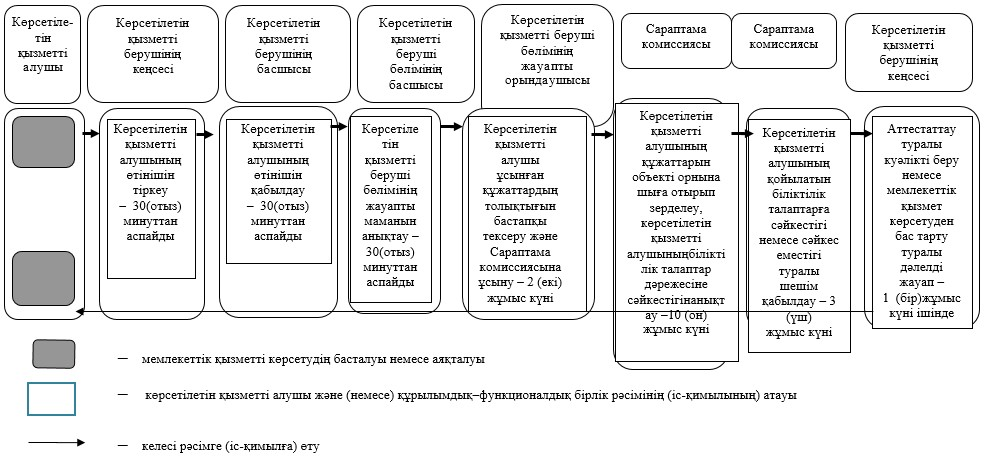 Көрсетіле-
тін
қызметті
алушы
Көрсетілетін
қызметті
берушінің
кеңсесі
Көрсетілетін
қызметті
берушінің
басшысы
Көрсетілетін
қызметті
беруші
бөлімінің
басшысы
Көрсетілетін
қызметті беруші
бөлімінің
жауапты
орындаушысы
Сараптама
комиссиясы
Сараптама
комиссиясы
Көрсетілетін
қызметті
берушінің
кеңсесі
Көрсетілетін
қызметті
алушының
өтінішін
тіркеу
– 30(отыз)
минуттан
аспайды
Көрсетілетін
қызметті
алушының
өтінішін
қабылдау
– 30(отыз)
минуттан
аспайды
Көрсетіле
тін
қызметті
беруші
бөлімінің
жауапты
маманын
анықтау –
30(отыз)
минуттан
аспайды
Көрсетілетін
қызметті
алушы
ұсынған
құжаттардың
толықтығын
бастапқы
тексеру және
Сараптама
комиссиясына
ұсыну – 2 (екі)
жұмыс күні
Көрсетілетін
қызметті
алушының
құжаттарын
объекті орнына
шыға отырып
зерделеу,
көрсетілетін
қызметті
алушыныңбілікті
лік талаптар
дәрежесіне
сәйкестігінанықт
ау –10 (он)
жұмыс күні
Көрсетілетін
қызметті
алушының
қойылатын
біліктілік
талаптарға
сәйкестігі
немесе сәйкес
еместігі
туралы
шешім
қабылдау – 3
(үш)
жұмыс күні
Аттестаттау
туралы
куәлікті беру
немесе
мемлекеттік
қызмет
көрсетуден
бас тарту
туралы
дәлелді
жауап –
1 (бір)жұмыс
күні ішінде
— мемлекеттік қызметті көрсетудің басталуы немесе аяқталуы
— көрсетілетін қызметті алушы және (немесе) құрылымдық–функционалдық бірлік рәсімінің (іс-қимылының) атауы
— келесі рәсімге (іс-қимылға) өту